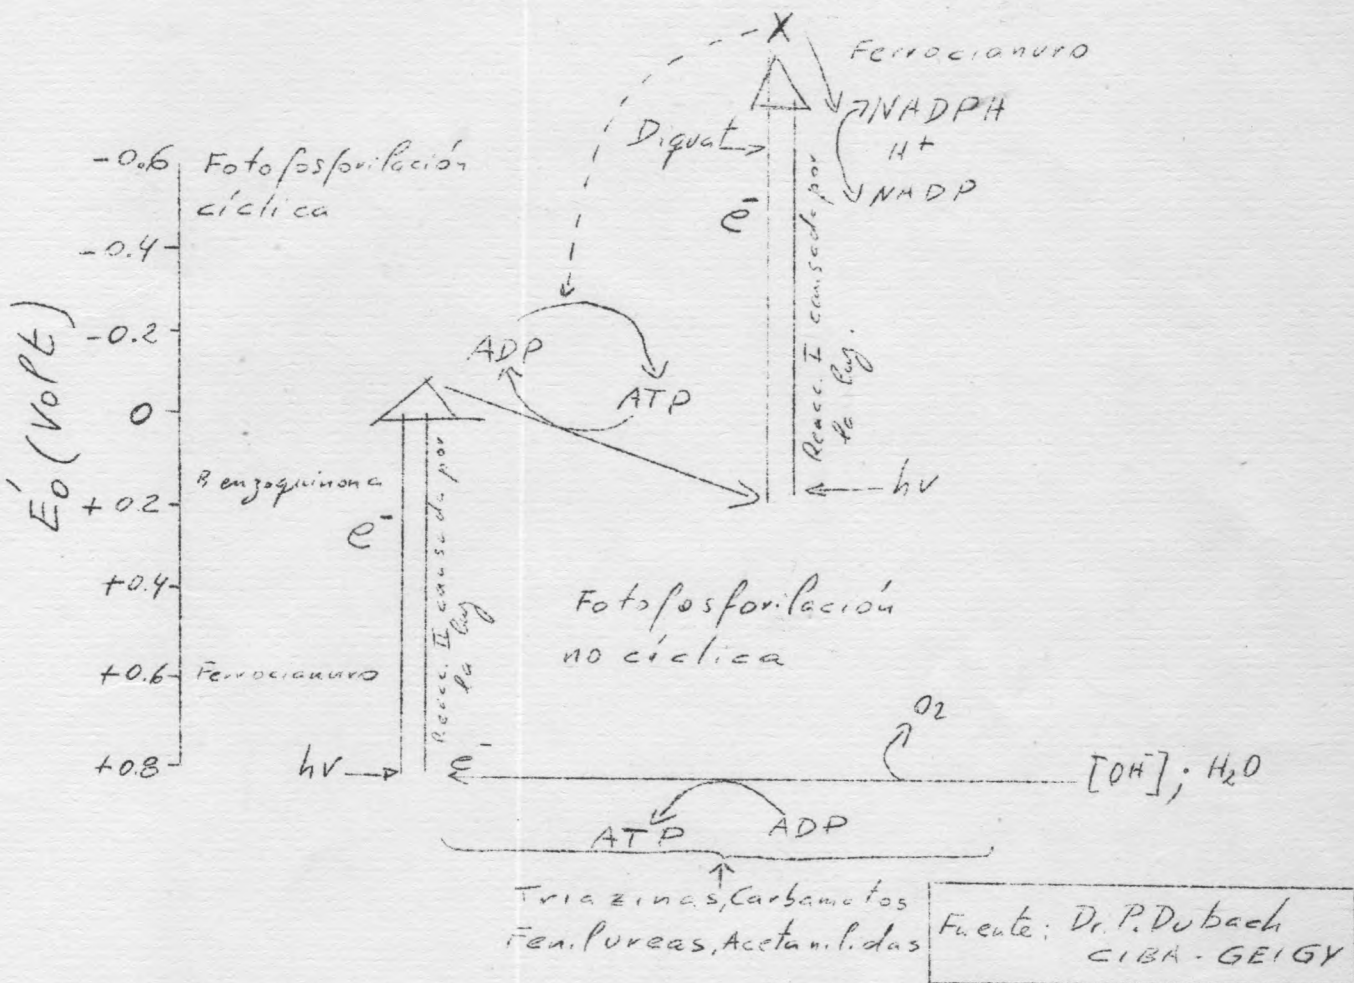 X
Ferrocianuro
NADPH
H+
NADP
Diquat
e-
Reacc. I causada por
la luz.
hν
-0.6
Fotofosforilación
cíclica
-0.4
-0.2
0
+0.2
+0.4
+0.6
+0.8
E'o (Volt)
ADP
ATP
Benzoquinona
e-
Reacc. II causada por
la luz
Ferrocianuro
hν
e-
Fotofosforilación
no cíclica
O2
[OH-]; H2O
ATP ADP
Triazinas, Carbamatos
Fenilureas, Acetanilidas
Fuente: Dr. P. Dubach
CIBA-GEIGY